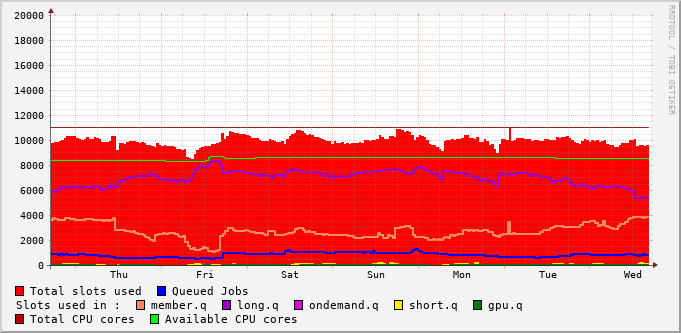 RRDTOOL / TOBI OETIKER
20000
18000
16000
14000
12000
10000
8000
6000
4000
2000
0
Thu Fri Sat Sun Mon Tue Wed
Total slots used Queued Jobs
Slots used in : member.q long.q ondemand.q short.q gpu.q
Total CPU cores Available CPU cores